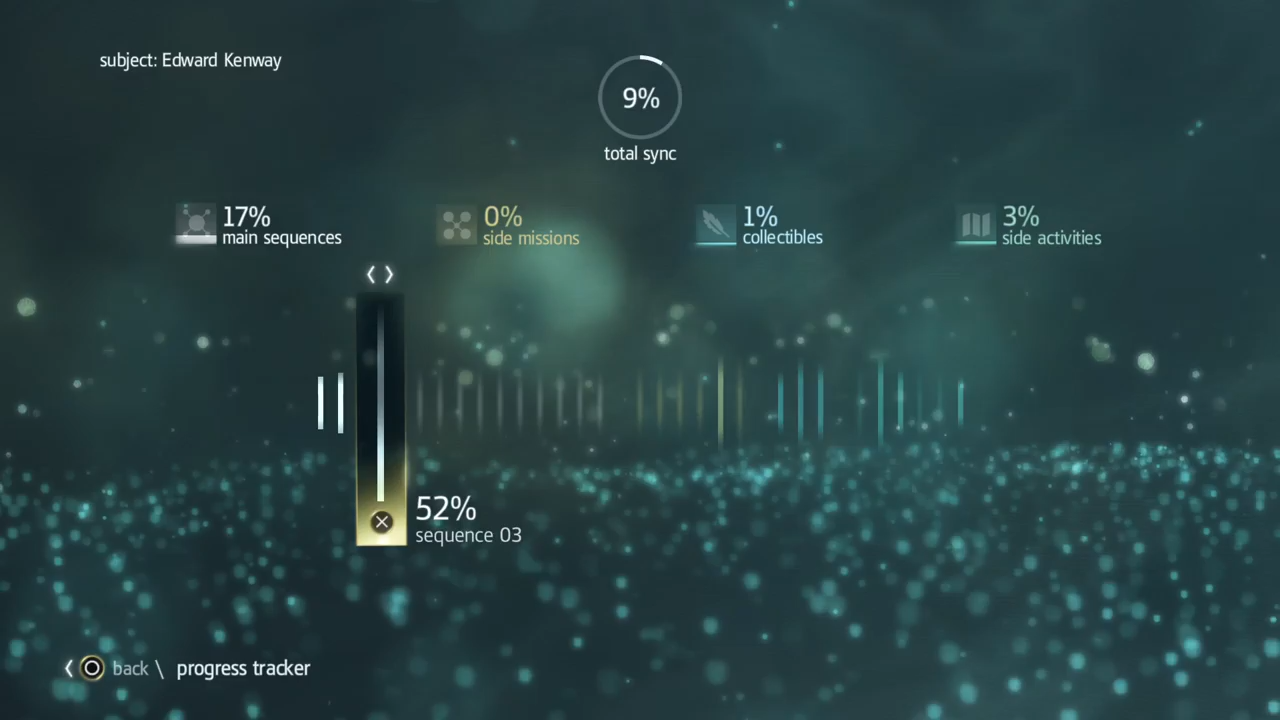 subject: Edward Kenway
9%
total sync
17%
main sequences
0%
side missions
1%
collectibles
3%
side activities
52%
sequence 03
back \ progress tracker